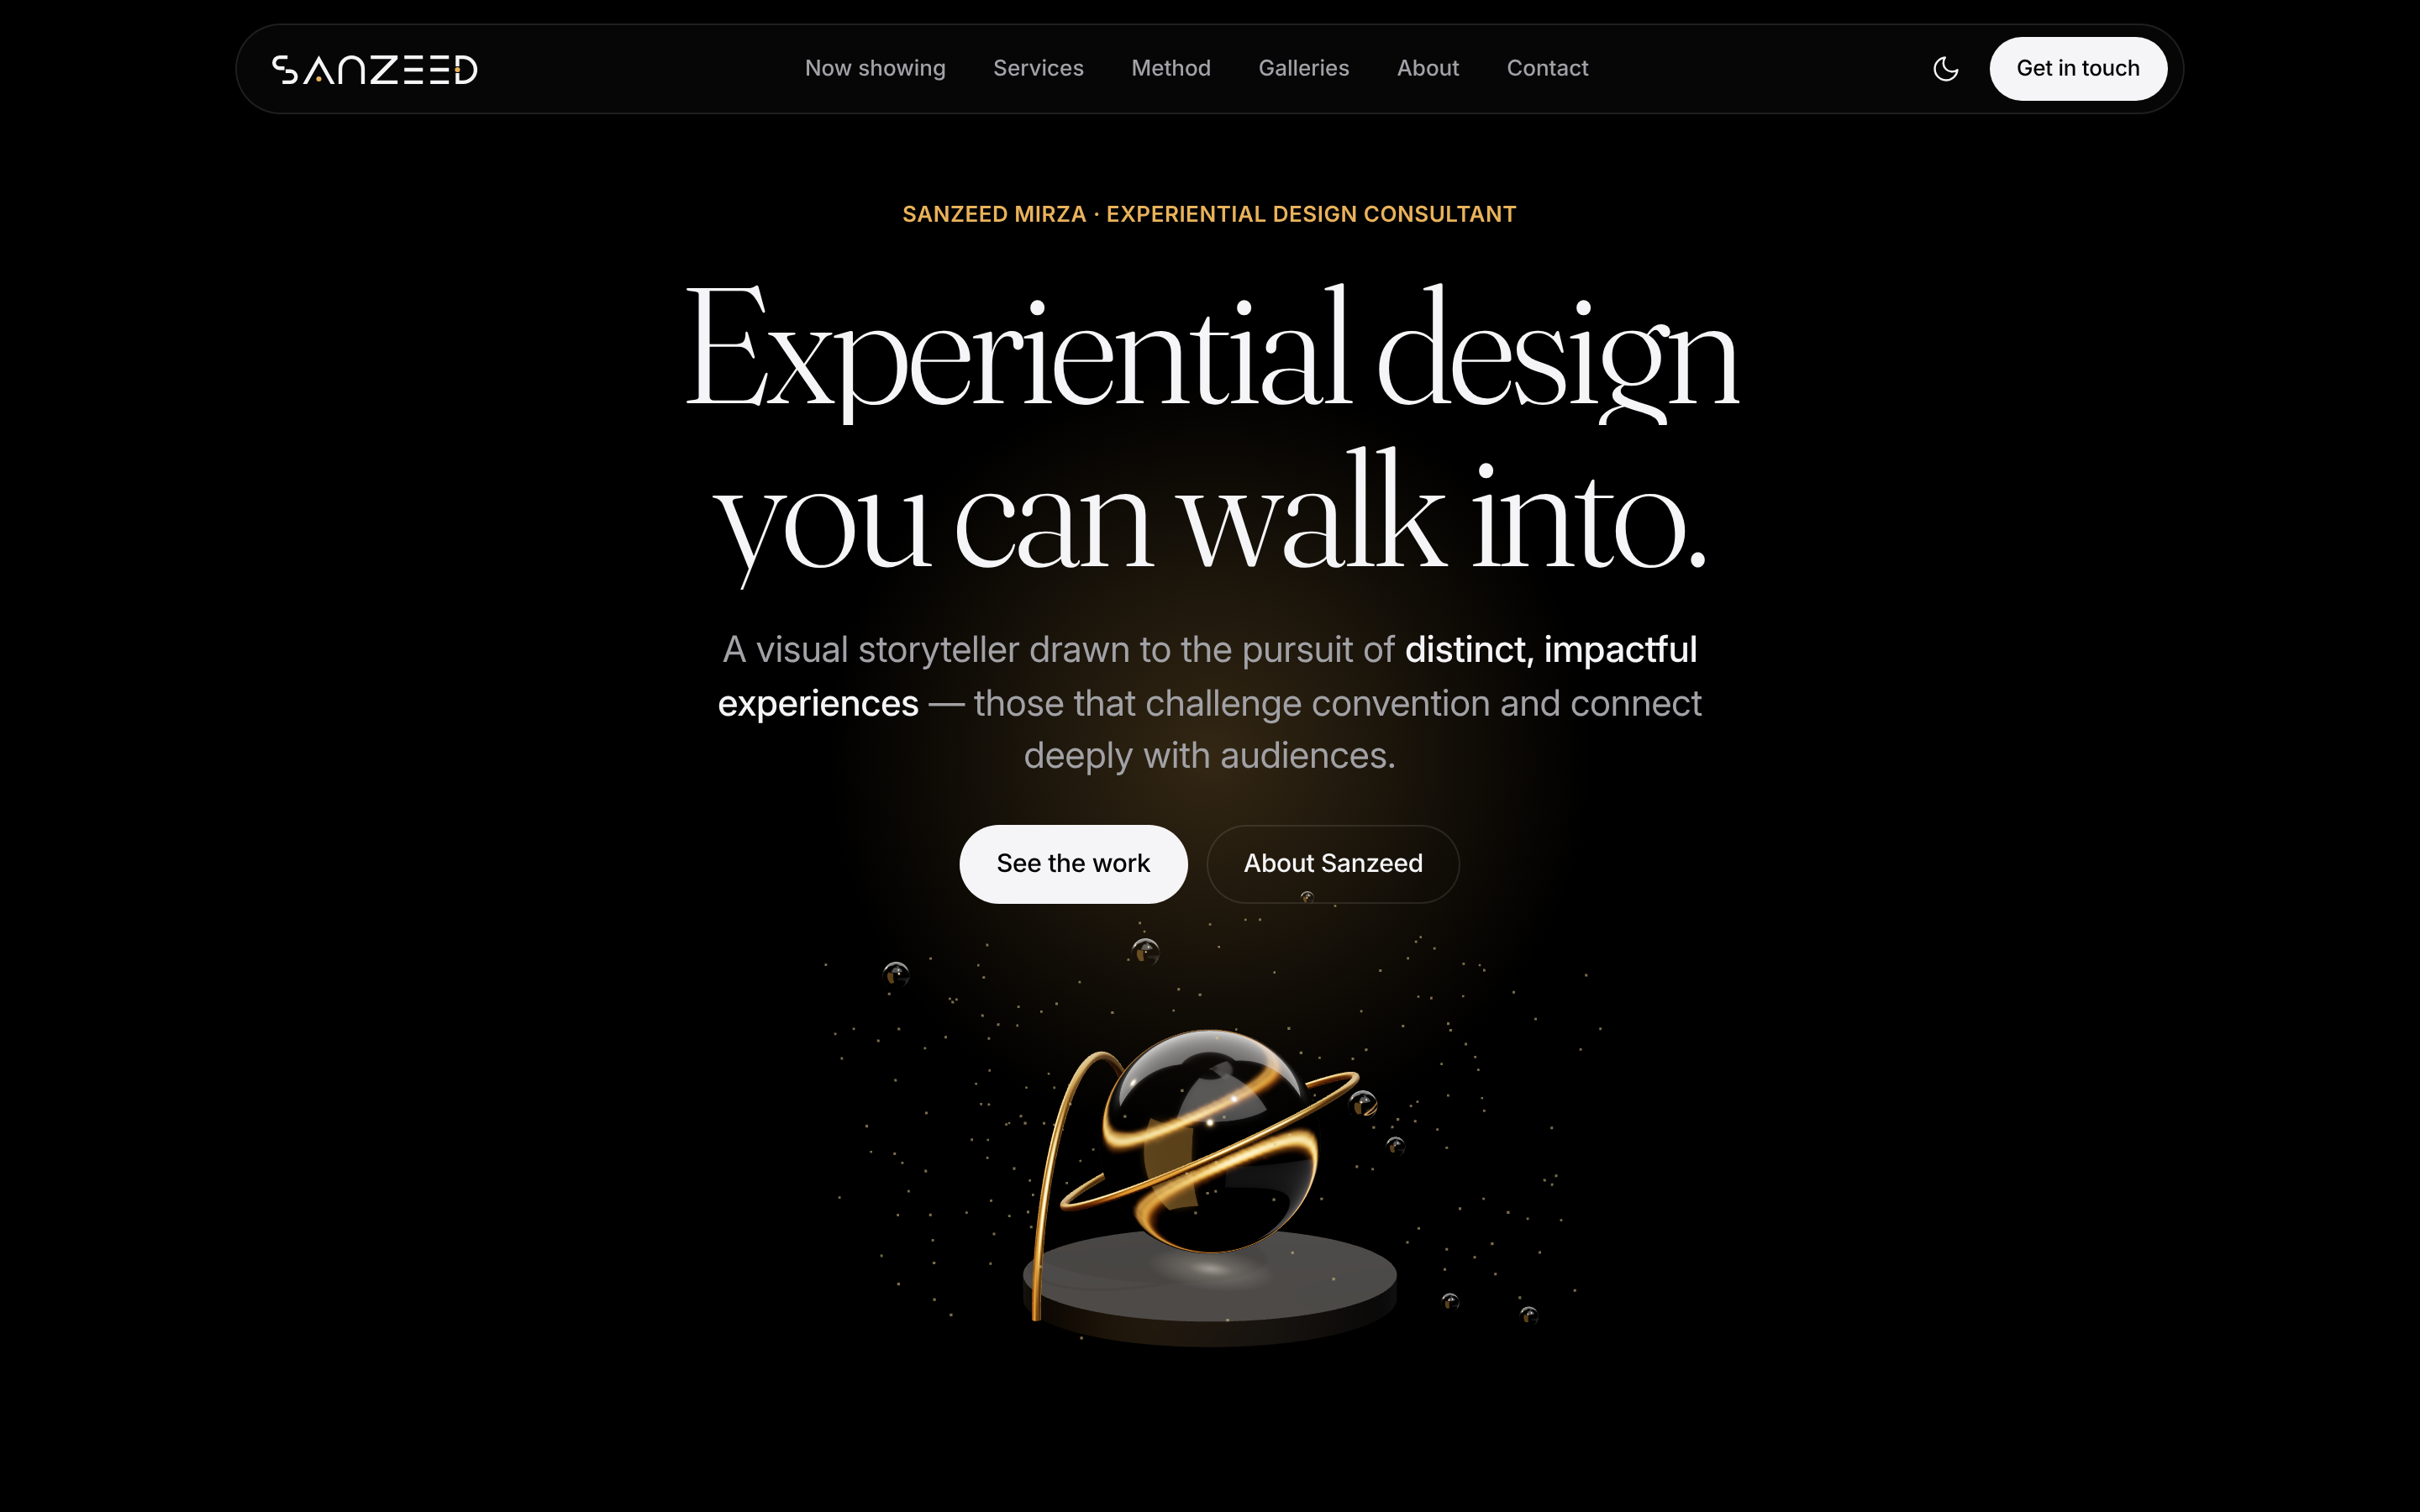 SANZEED
Now showing
Services
Method
Galleries
About
Contact
Get in touch
SANZEED MIRZA · EXPERIENTIAL DESIGN CONSULTANT
Experiential design
you can walk into.
A visual storyteller drawn to the pursuit of distinct, impactful
experiences — those that challenge convention and connect
deeply with audiences.
See the work
About Sanzeed